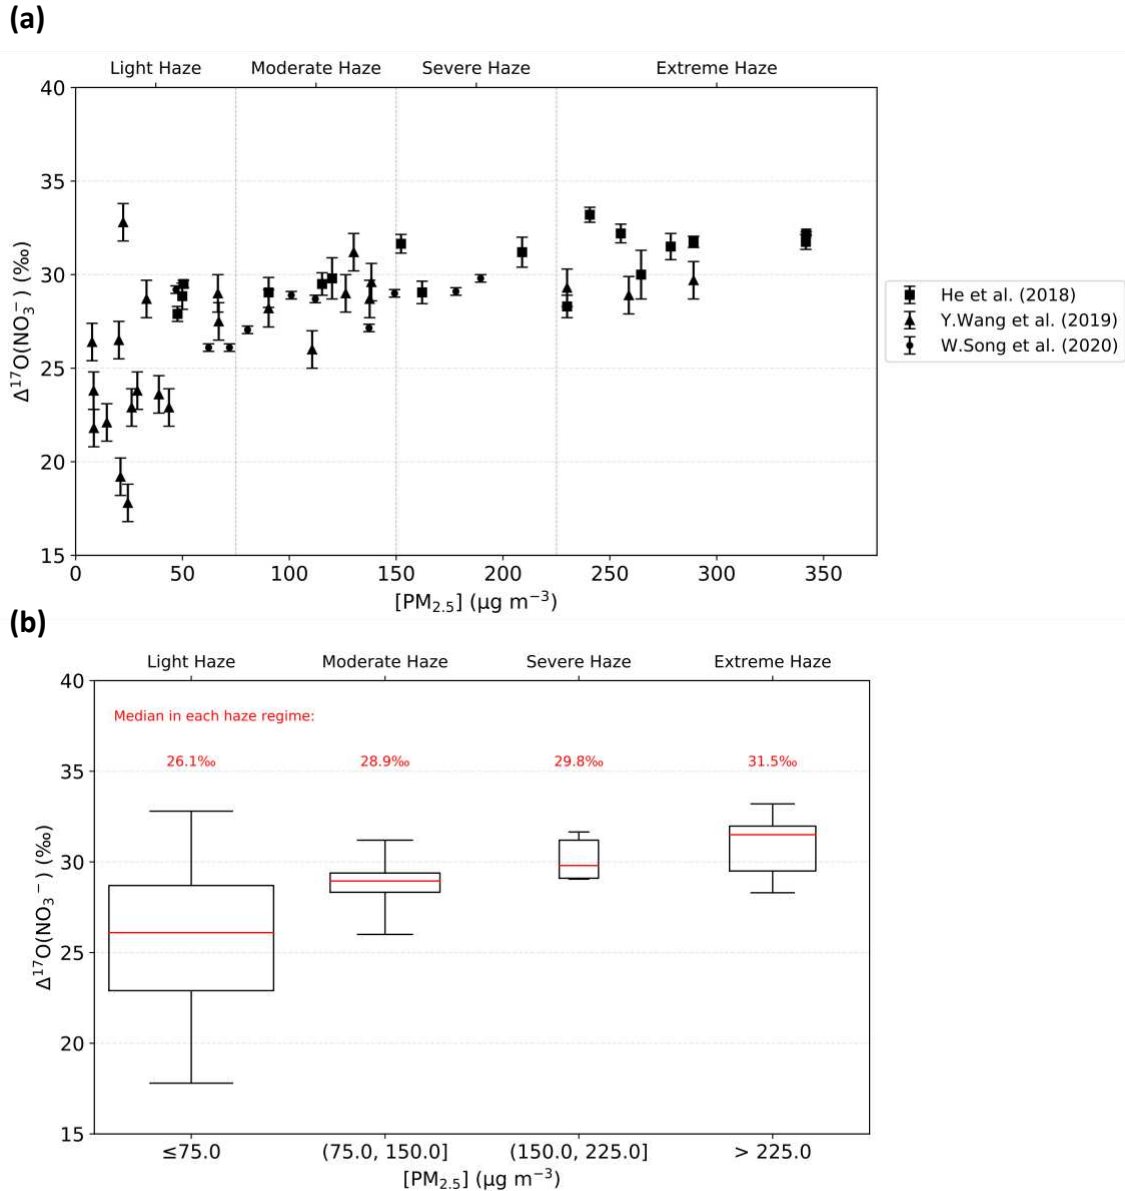 (a)
Light Haze Moderate Haze Severe Haze Extreme Haze
40
35
30
25
20
15
Δ¹⁷O(NO₃⁻) (‰)
0 50 100 150 200 250 300 350
[PM₂.₅] (μg m⁻³)
He et al. (2018)
Y.Wang et al. (2019)
W.Song et al. (2020)
(b)
Light Haze Moderate Haze Severe Haze Extreme Haze
40
Median in each haze regime:
26.1‰ 28.9‰ 29.8‰ 31.5‰
35
30
25
20
15
Δ¹⁷O(NO₃⁻) (‰)
≤75.0 (75.0, 150.0] (150.0, 225.0] > 225.0
[PM₂.₅] (μg m⁻³)